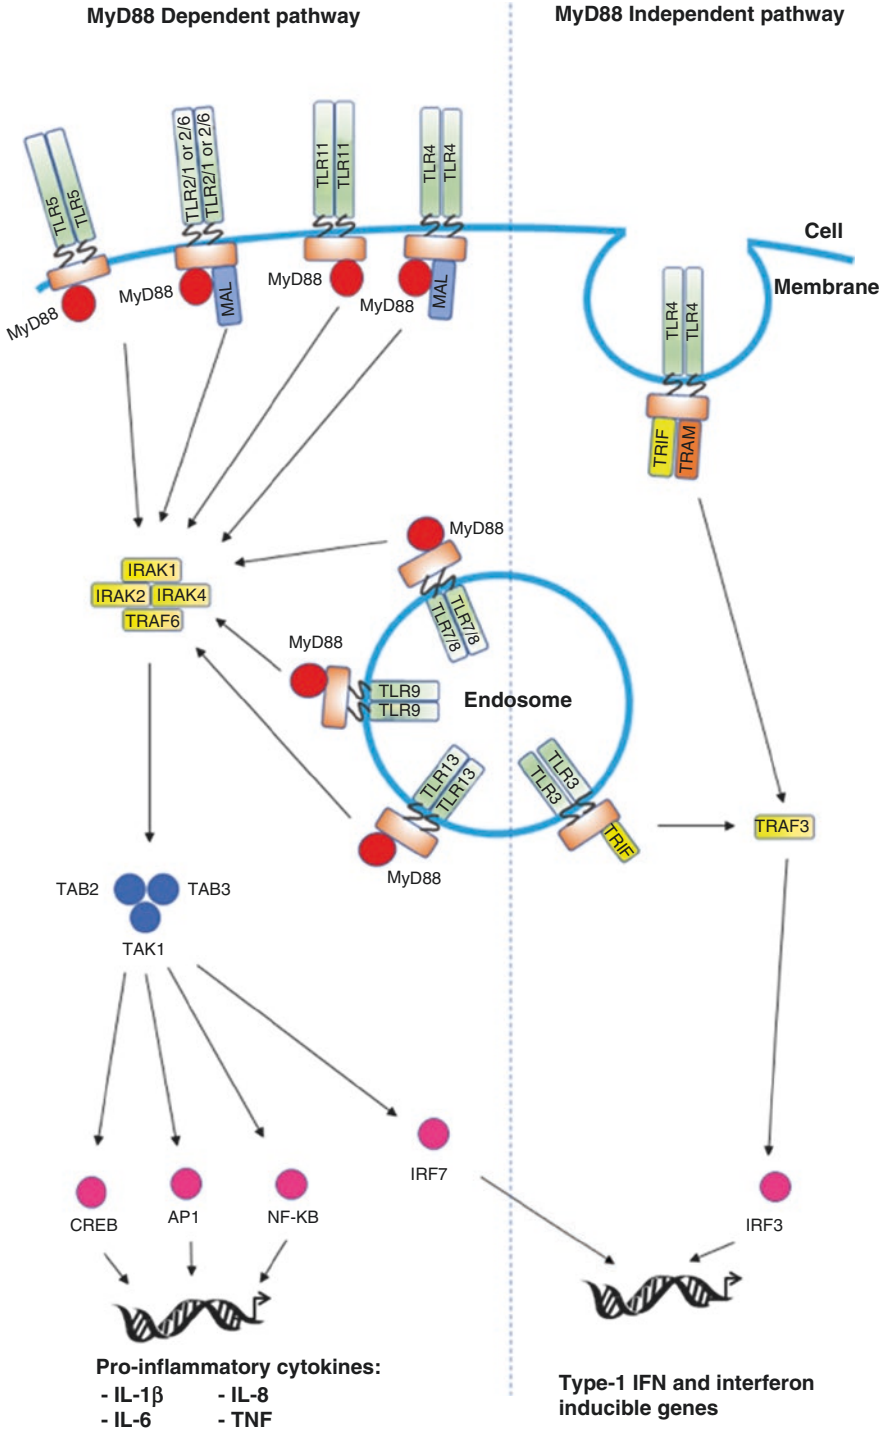 MyD88 Dependent pathway
MyD88 Independent pathway
TLR5
TLR5
TLR2/1 or 2/6
TLR2/1 or 2/6
TLR11
TLR11
TLR4
TLR4
Cell
Membrane
MyD88
MyD88
MAL
MyD88
MyD88
MAL
TLR4
TLR4
TRIF
TRAM
MyD88
IRAK1
IRAK2
IRAK4
TRAF6
TLR7/8
TLR7/8
MyD88
TLR9
TLR9
Endosome
TLR13
TLR13
TLR3
TLR3
TRIF
TRAF3
MyD88
TAB2
TAB3
TAK1
IRF7
CREB
AP1
NF-KB
IRF3
Pro-inflammatory cytokines:
- IL-1β
- IL-8
- IL-6
- TNF
Type-1 IFN and interferon
inducible genes